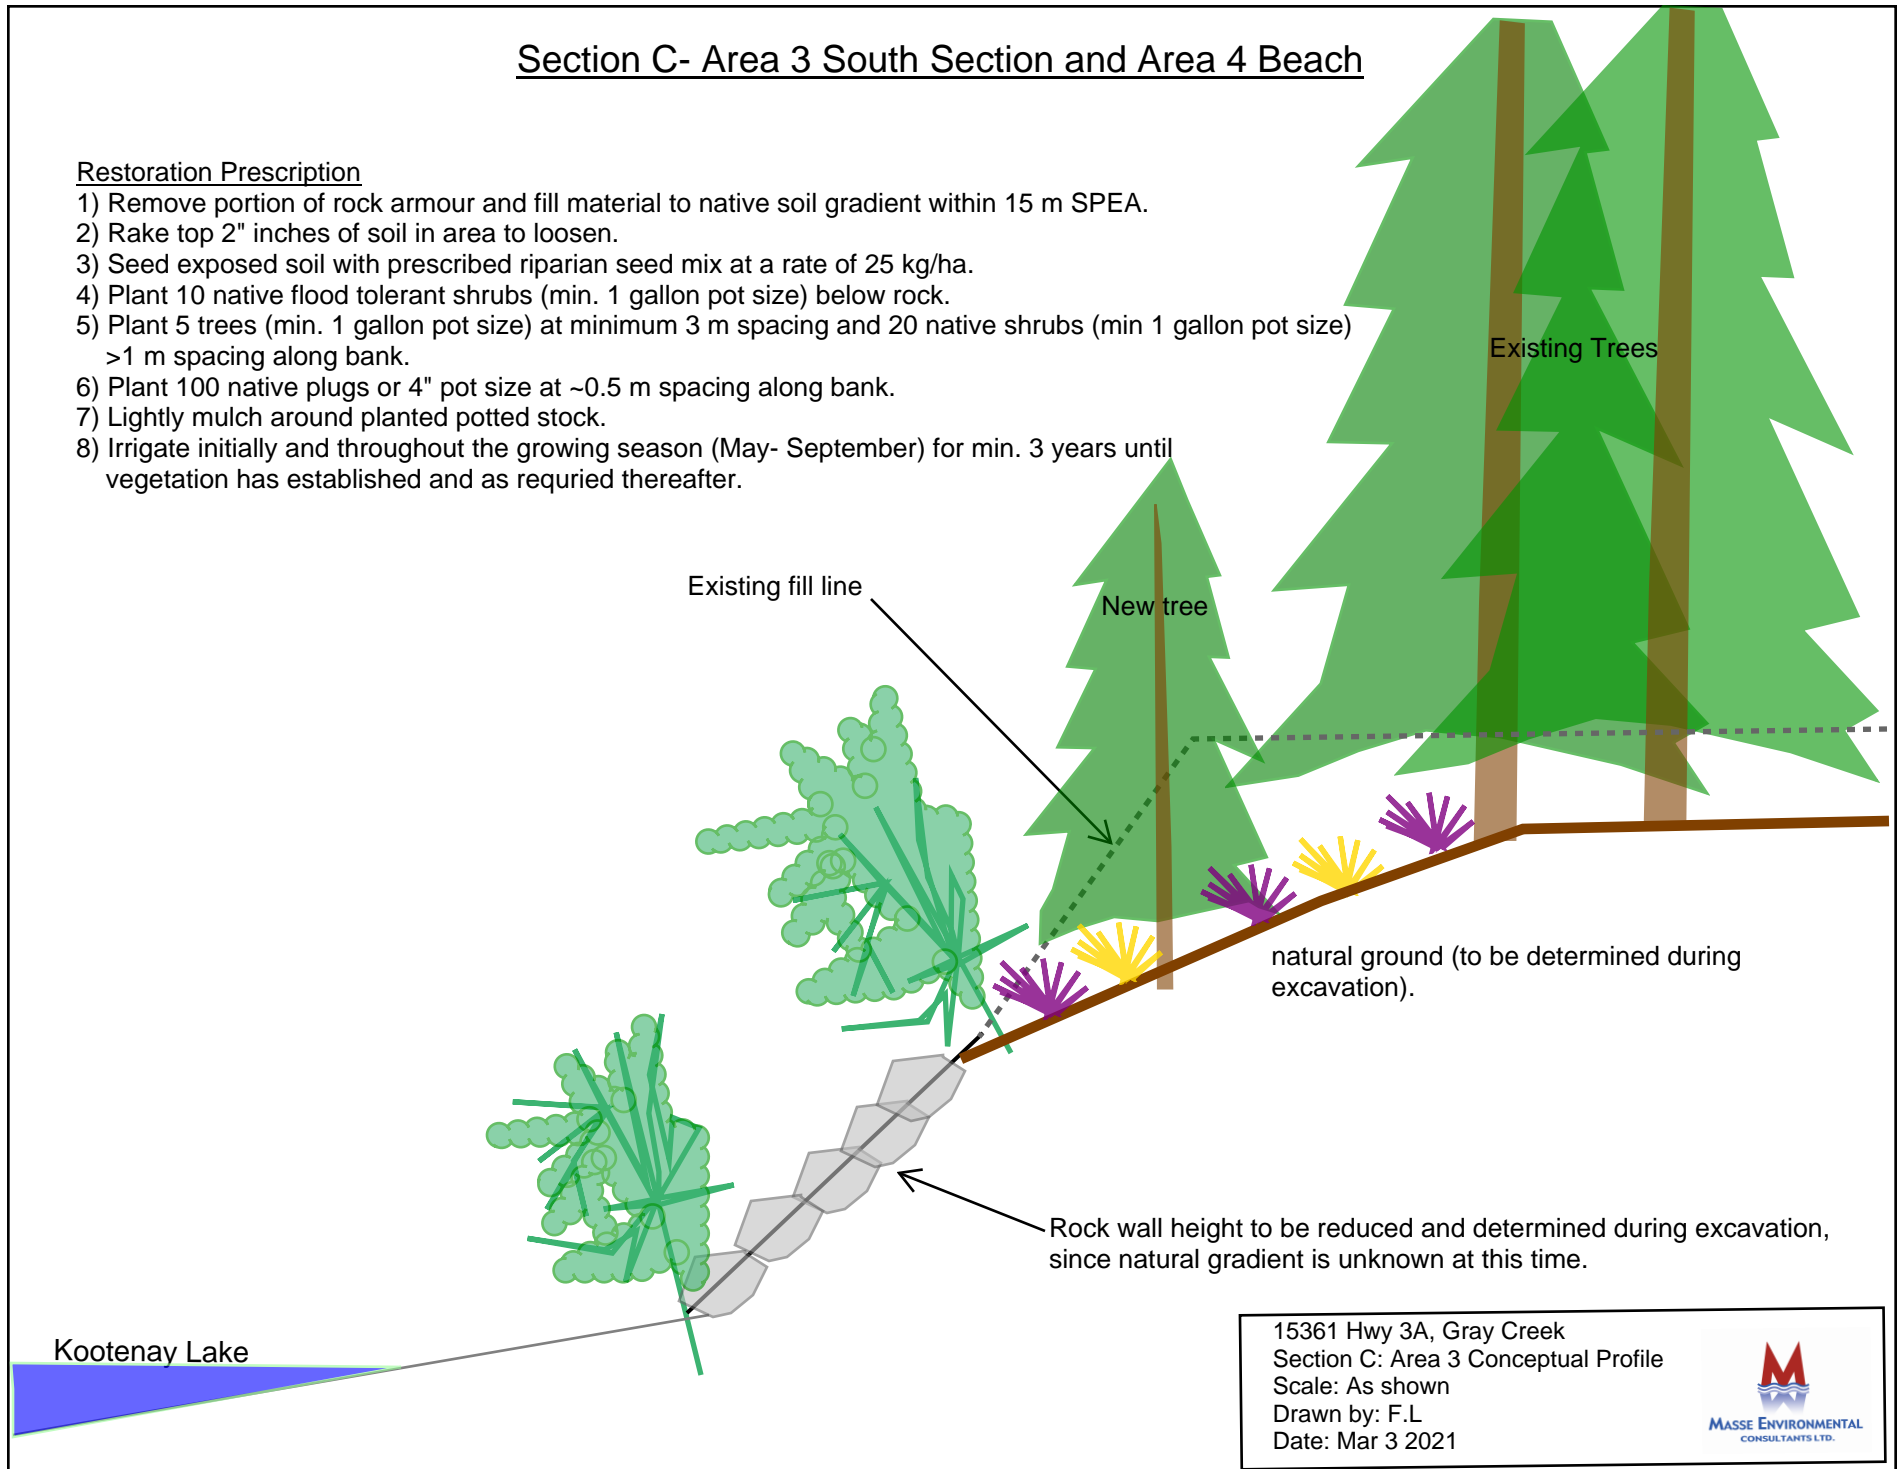 Section C- Area 3 South Section and Area 4 Beach
Restoration Prescription
1) Remove portion of rock armour and fill material to native soil gradient within 15 m SPEA.
2) Rake top 2" inches of soil in area to loosen.
3) Seed exposed soil with prescribed riparian seed mix at a rate of 25 kg/ha.
4) Plant 10 native flood tolerant shrubs (min. 1 gallon pot size) below rock.
5) Plant 5 trees (min. 1 gallon pot size) at minimum 3 m spacing and 20 native shrubs (min 1 gallon pot size)
>1 m spacing along bank.
6) Plant 100 native plugs or 4" pot size at ~0.5 m spacing along bank.
7) Lightly mulch around planted potted stock.
8) Irrigate initially and throughout the growing season (May- September) for min. 3 years until
vegetation has established and as requried thereafter.
Existing Trees
Existing fill line
New tree
natural ground (to be determined during
excavation).
Rock wall height to be reduced and determined during excavation,
since natural gradient is unknown at this time.
Kootenay Lake
15361 Hwy 3A, Gray Creek
Section C: Area 3 Conceptual Profile
Scale: As shown
Drawn by: F.L
Date: Mar 3 2021
M
MASSE ENVIRONMENTAL
CONSULTANTS LTD.